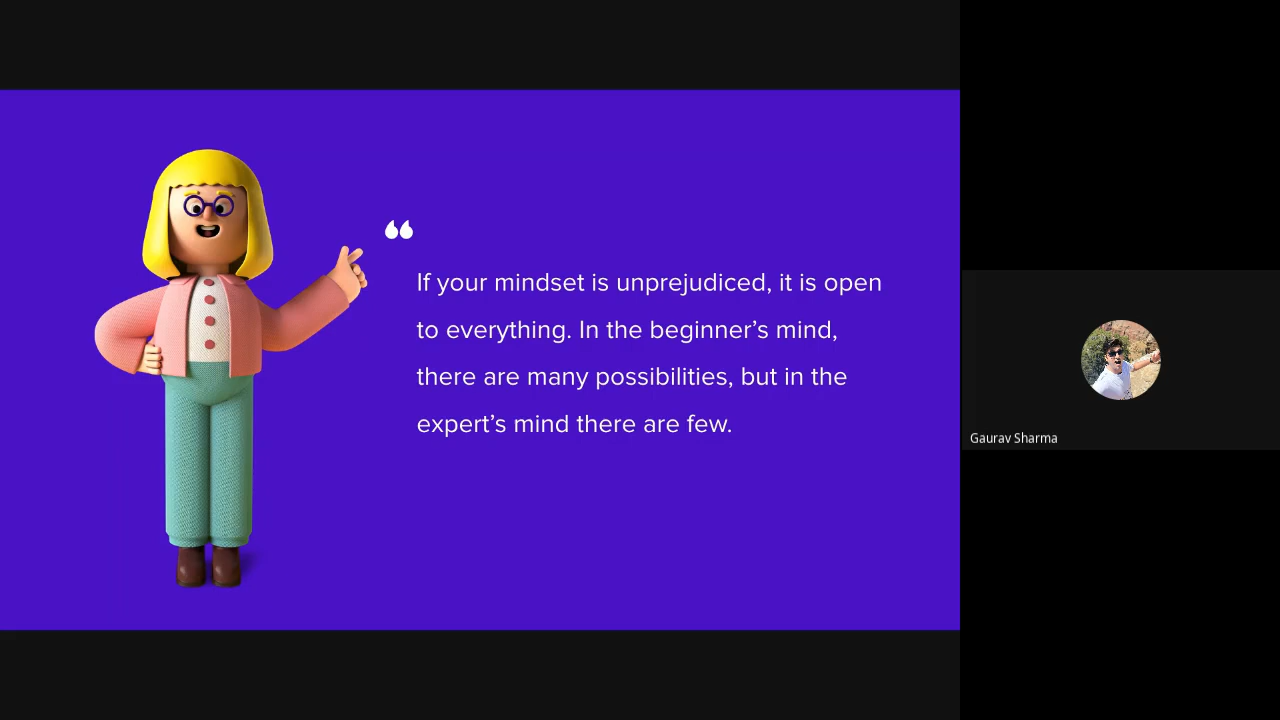 “
If your mindset is unprejudiced, it is open
to everything. In the beginner’s mind,
there are many possibilities, but in the
expert’s mind there are few.
Gaurav Sharma